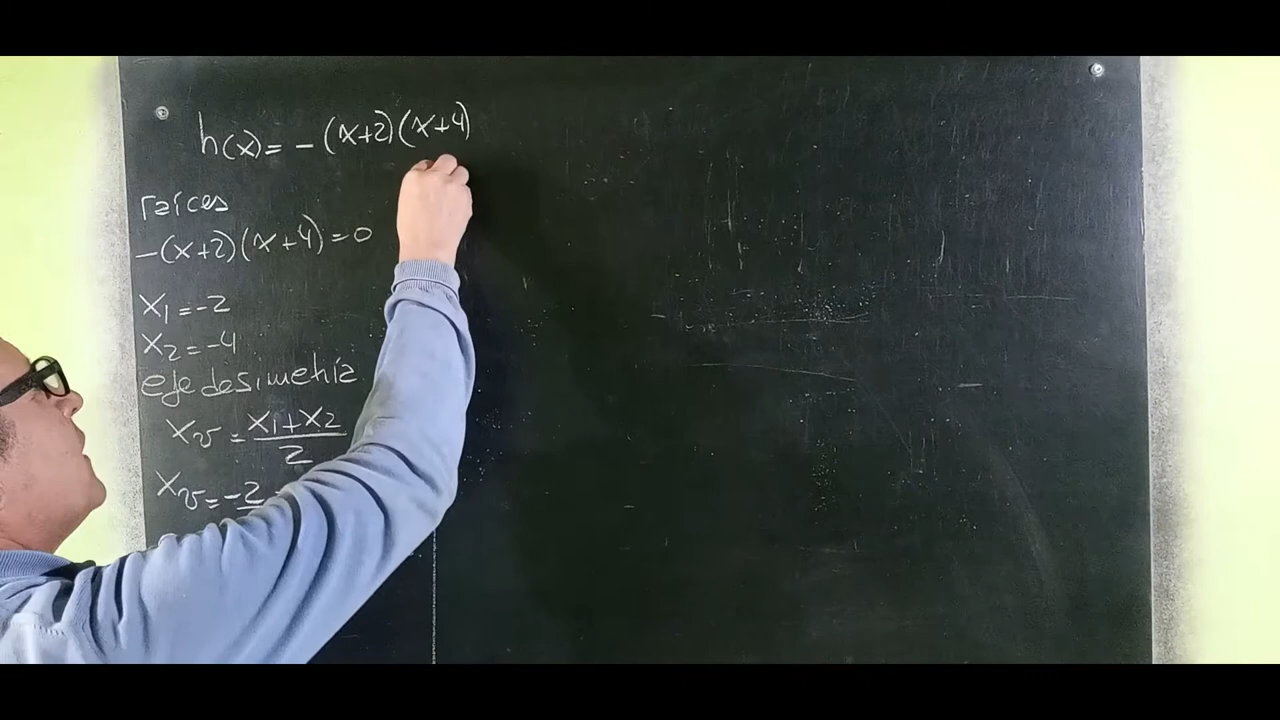 h(x) = -(x+2)(x+4)
raíces
-(x+2)(x+4)=0
x₁=-2
x₂=-4
eje de simetría
xᵥ = (x₁+x₂)/2
xᵥ = -2